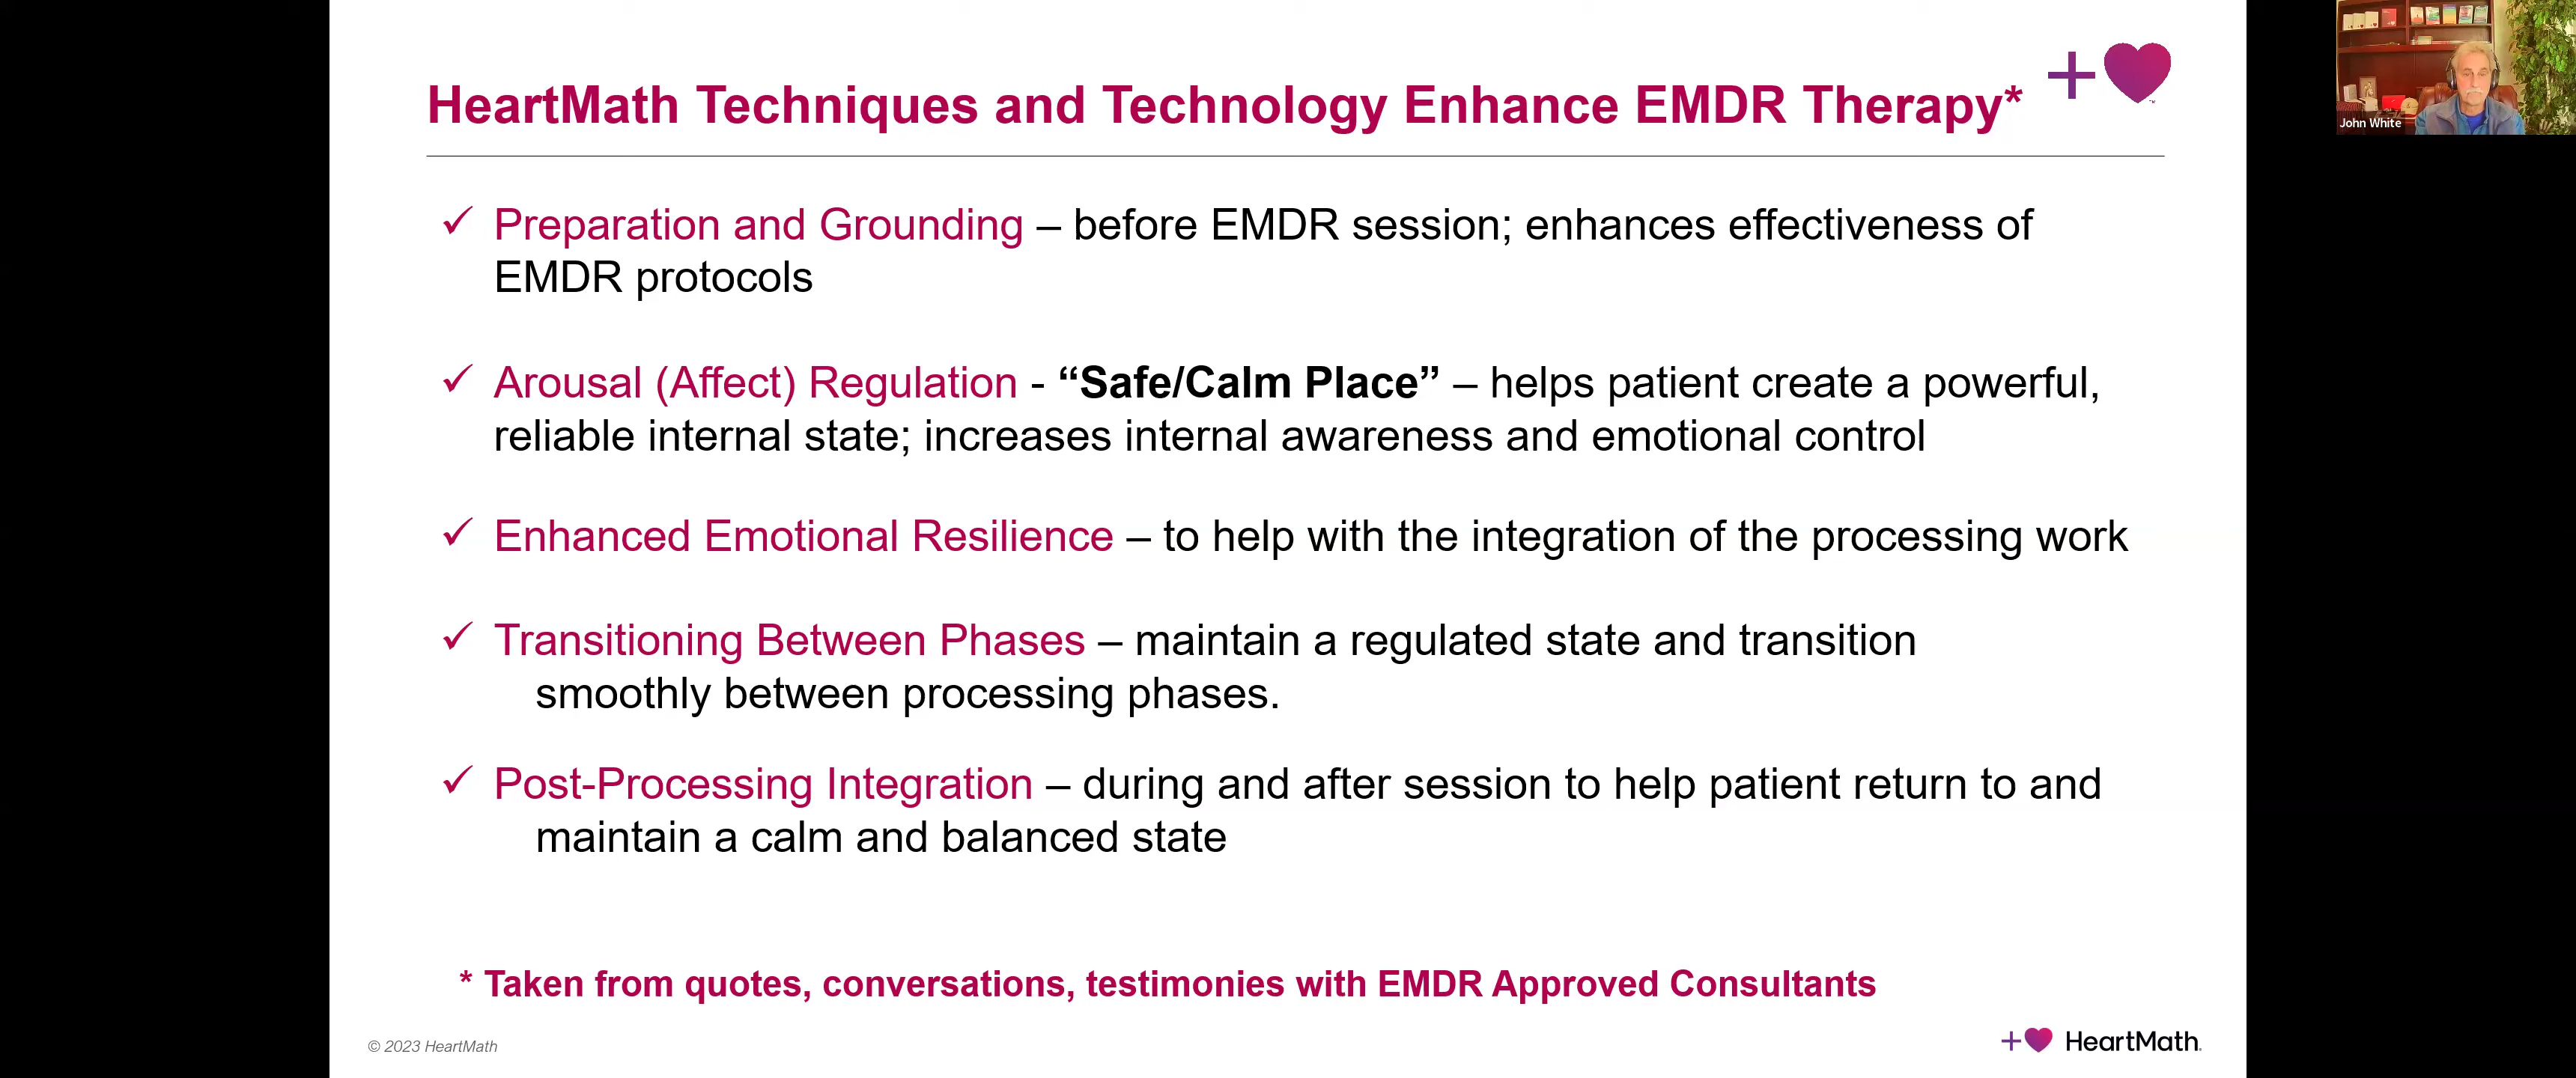 HeartMath Techniques and Technology Enhance EMDR Therapy*
John White
✓ Preparation and Grounding – before EMDR session; enhances effectiveness of
EMDR protocols
✓ Arousal (Affect) Regulation - “Safe/Calm Place” – helps patient create a powerful,
reliable internal state; increases internal awareness and emotional control
✓ Enhanced Emotional Resilience – to help with the integration of the processing work
✓ Transitioning Between Phases – maintain a regulated state and transition
smoothly between processing phases.
✓ Post-Processing Integration – during and after session to help patient return to and
maintain a calm and balanced state
* Taken from quotes, conversations, testimonies with EMDR Approved Consultants
© 2023 HeartMath
HeartMath